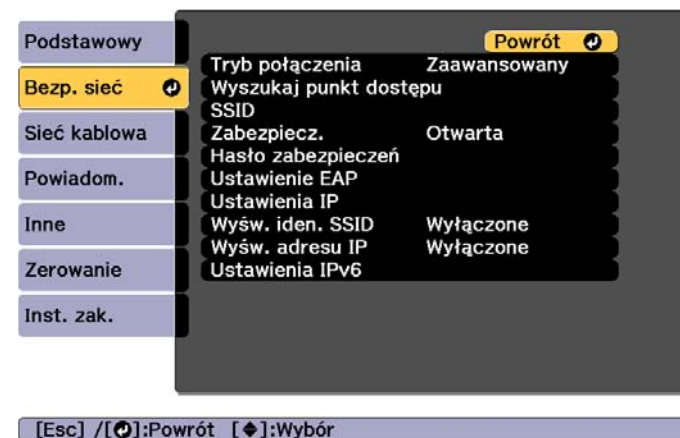 Podstawowy
Bezp. sieć
Sieć kablowa
Powiadom.
Inne
Zerowanie
Inst. zak.
Powrót
Tryb połączenia Zaawansowany
Wyszukaj punkt dostępu
SSID
Zabezpiecz. Otwarta
Hasło zabezpieczeń
Ustawienie EAP
Ustawienia IP
Wyśw. iden. SSID Wyłączone
Wyśw. adresu IP Wyłączone
Ustawienia IPv6
[Esc] /[⏎]:Powrót [◆]:Wybór